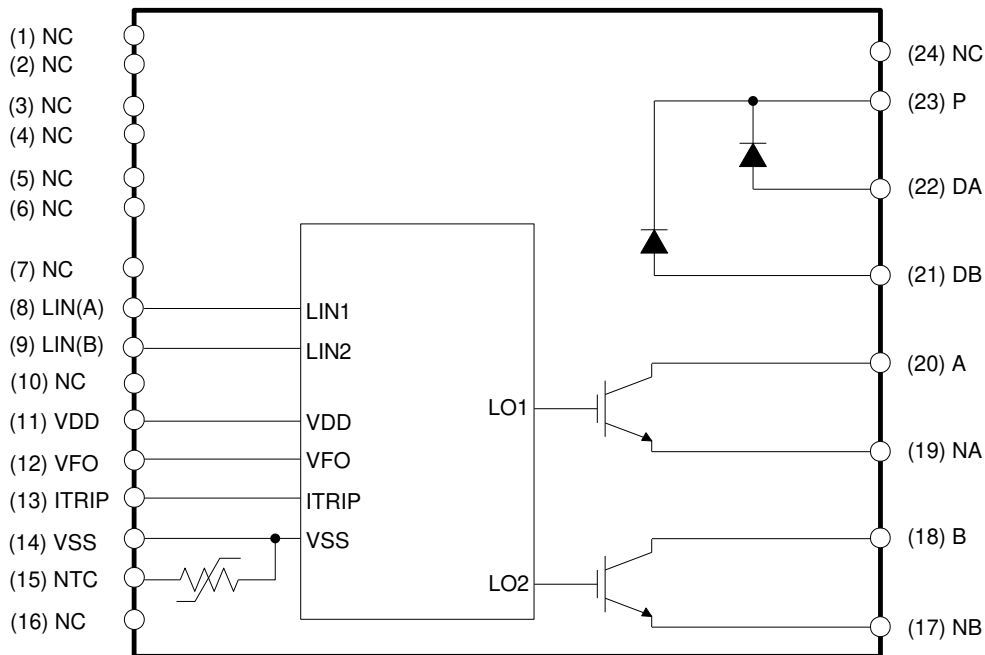 (1) NC
(2) NC
(3) NC
(4) NC
(5) NC
(6) NC
(7) NC
(8) LIN(A)
(9) LIN(B)
(10) NC
(11) VDD
(12) VFO
(13) ITRIP
(14) VSS
(15) NTC
(16) NC
LIN1
LIN2
VDD
VFO
ITRIP
VSS
LO1
LO2
(24) NC
(23) P
(22) DA
(21) DB
(20) A
(19) NA
(18) B
(17) NB